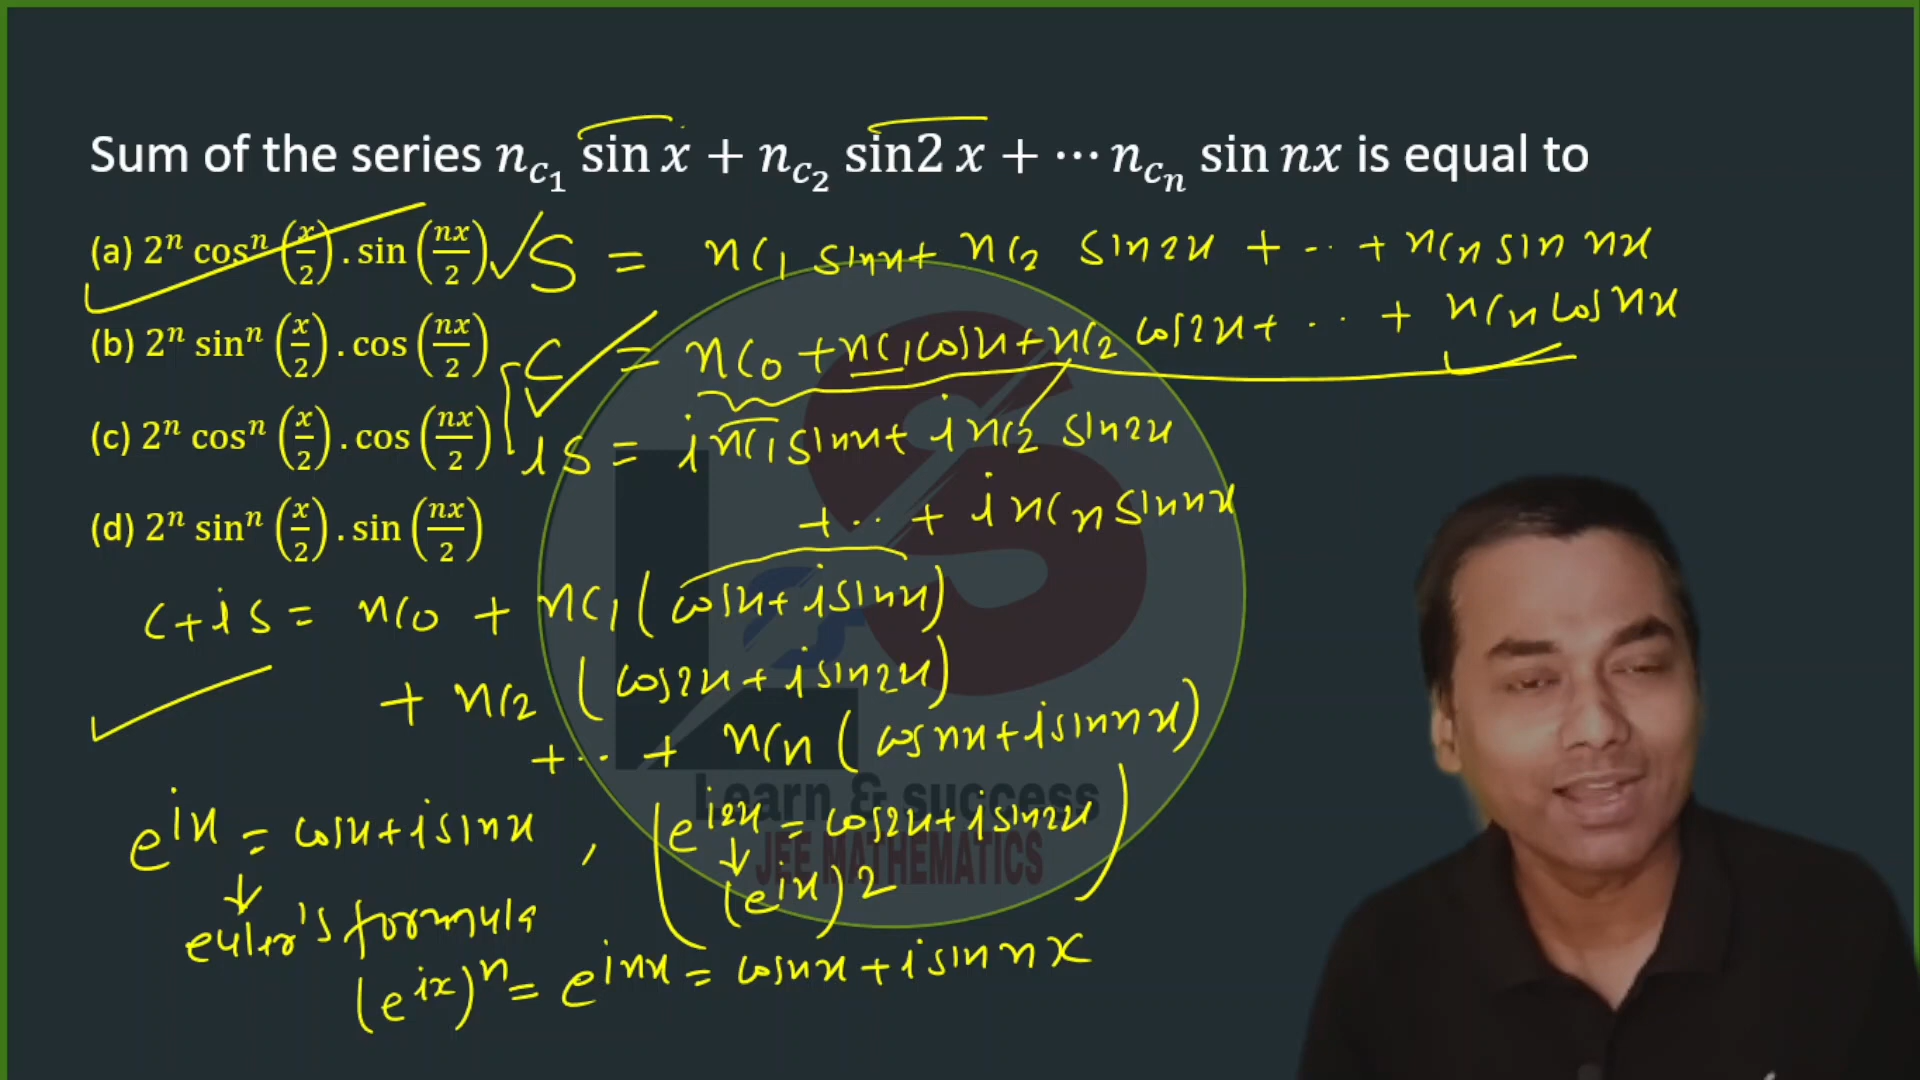 Sum of the series n_{c_1} sin x + n_{c_2} sin2 x + ⋯ n_{c_n} sin nx is equal to
(a) 2^n cos^n (x/2) . sin (nx/2)
(b) 2^n sin^n (x/2) . cos (nx/2)
(c) 2^n cos^n (x/2) . cos (nx/2)
(d) 2^n sin^n (x/2) . sin (nx/2)
S = nC1 sinx + nC2 sin2x + ·· + nCn sin nx
C = nC0 + nC1 cosx + nC2 cos2x + ·· + nCn cos nx
iS = i nC1 sinx + i nC2 sin2x
+ ·· + i nCn sin nx
C + iS = nC0 + nC1 (cosx + i sinx)
+ nC2 (cos2x + i sin2x)
+ ·· + nCn (cos nx + i sin nx)
Learn & success
JEE MATHEMATICS
e^{ix} = cosx + i sinx , (e^{i2x} = cos2x + i sin2x)
↓ (e^{ix})^2
↓ euler's formula
(e^{ix})^n = e^{inx} = cosnx + i sin nx